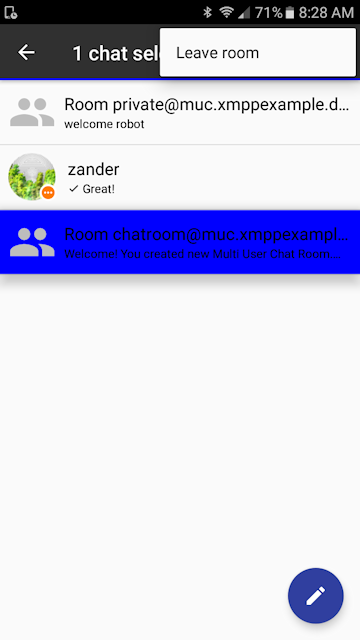 71% 8:28 AM
1 chat sel
Leave room
Room private@muc.xmppexample.d...
welcome robot
zander
Great!
Room chatroom@muc.xmppexampl...
Welcome! You created new Multi User Chat Room....